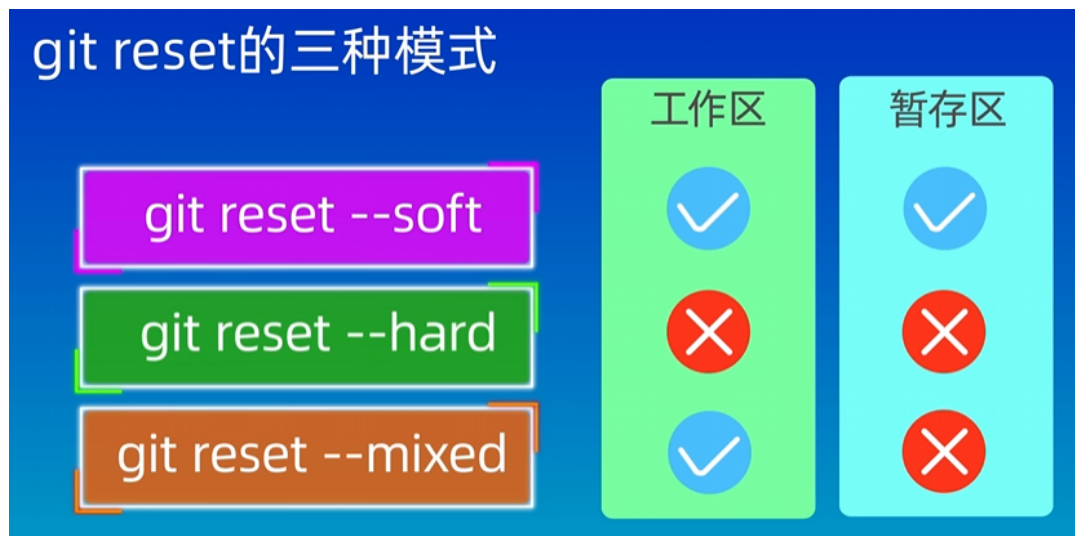 git reset的三种模式
工作区
暂存区
git reset --soft
git reset --hard
git reset --mixed